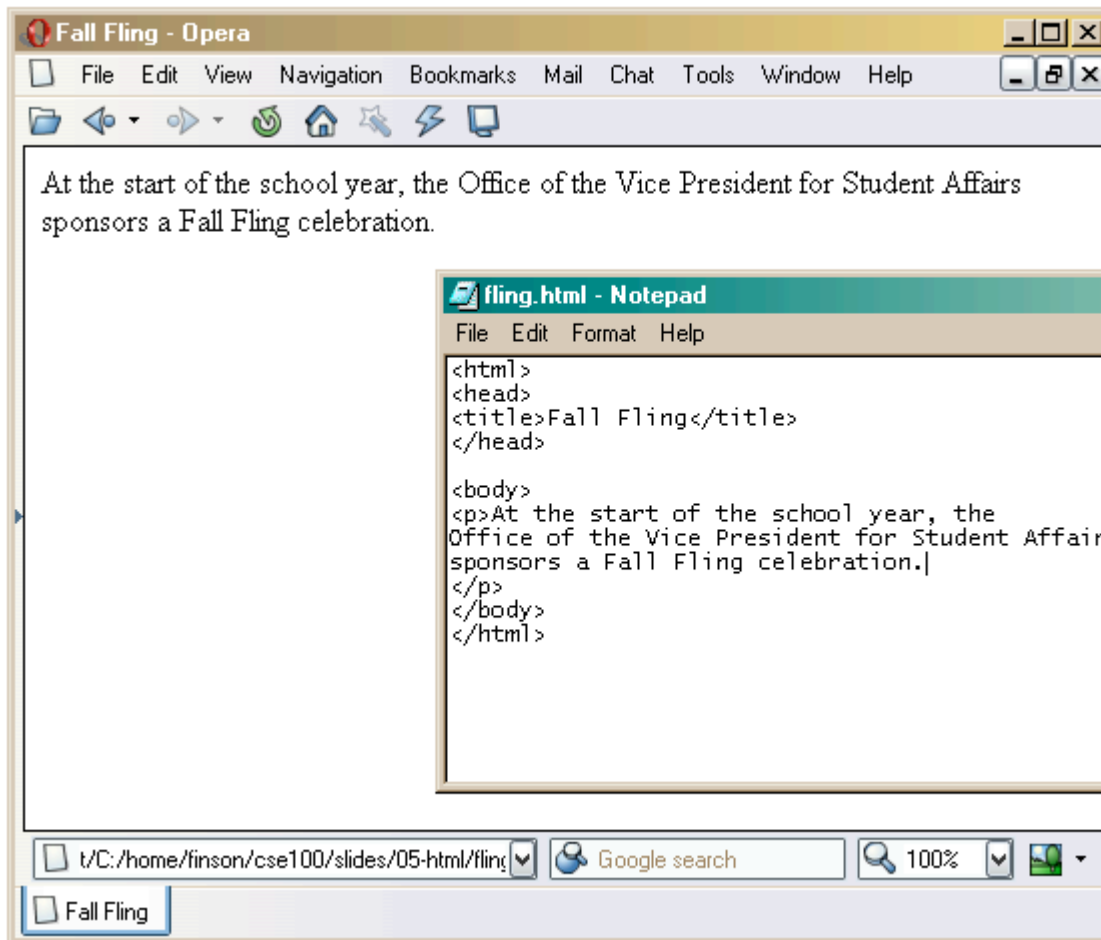 Fall Fling - Opera
File Edit View Navigation Bookmarks Mail Chat Tools Window Help
At the start of the school year, the Office of the Vice President for Student Affairs
sponsors a Fall Fling celebration.
fling.html - Notepad
File Edit Format Help
<html>
<head>
<title>Fall Fling</title>
</head>
<body>
<p>At the start of the school year, the
Office of the Vice President for Student Affair
sponsors a Fall Fling celebration.
</p>
</body>
</html>
t/C:/home/finson/cse100/slides/05-html/fling
Google search
100%
Fall Fling